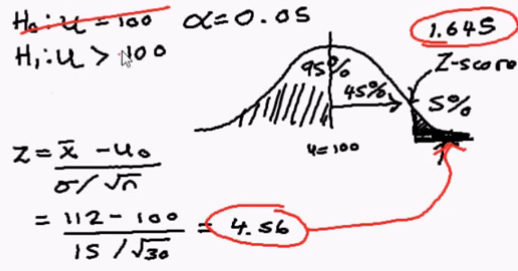 H₀: u = 100 α = 0.05
H₁: u > 100
1.645
Z-score
95%
45%
5%
u = 100
Z = x̄ - u₀
σ / √n
= 112 - 100 = 4.56
15 / √30